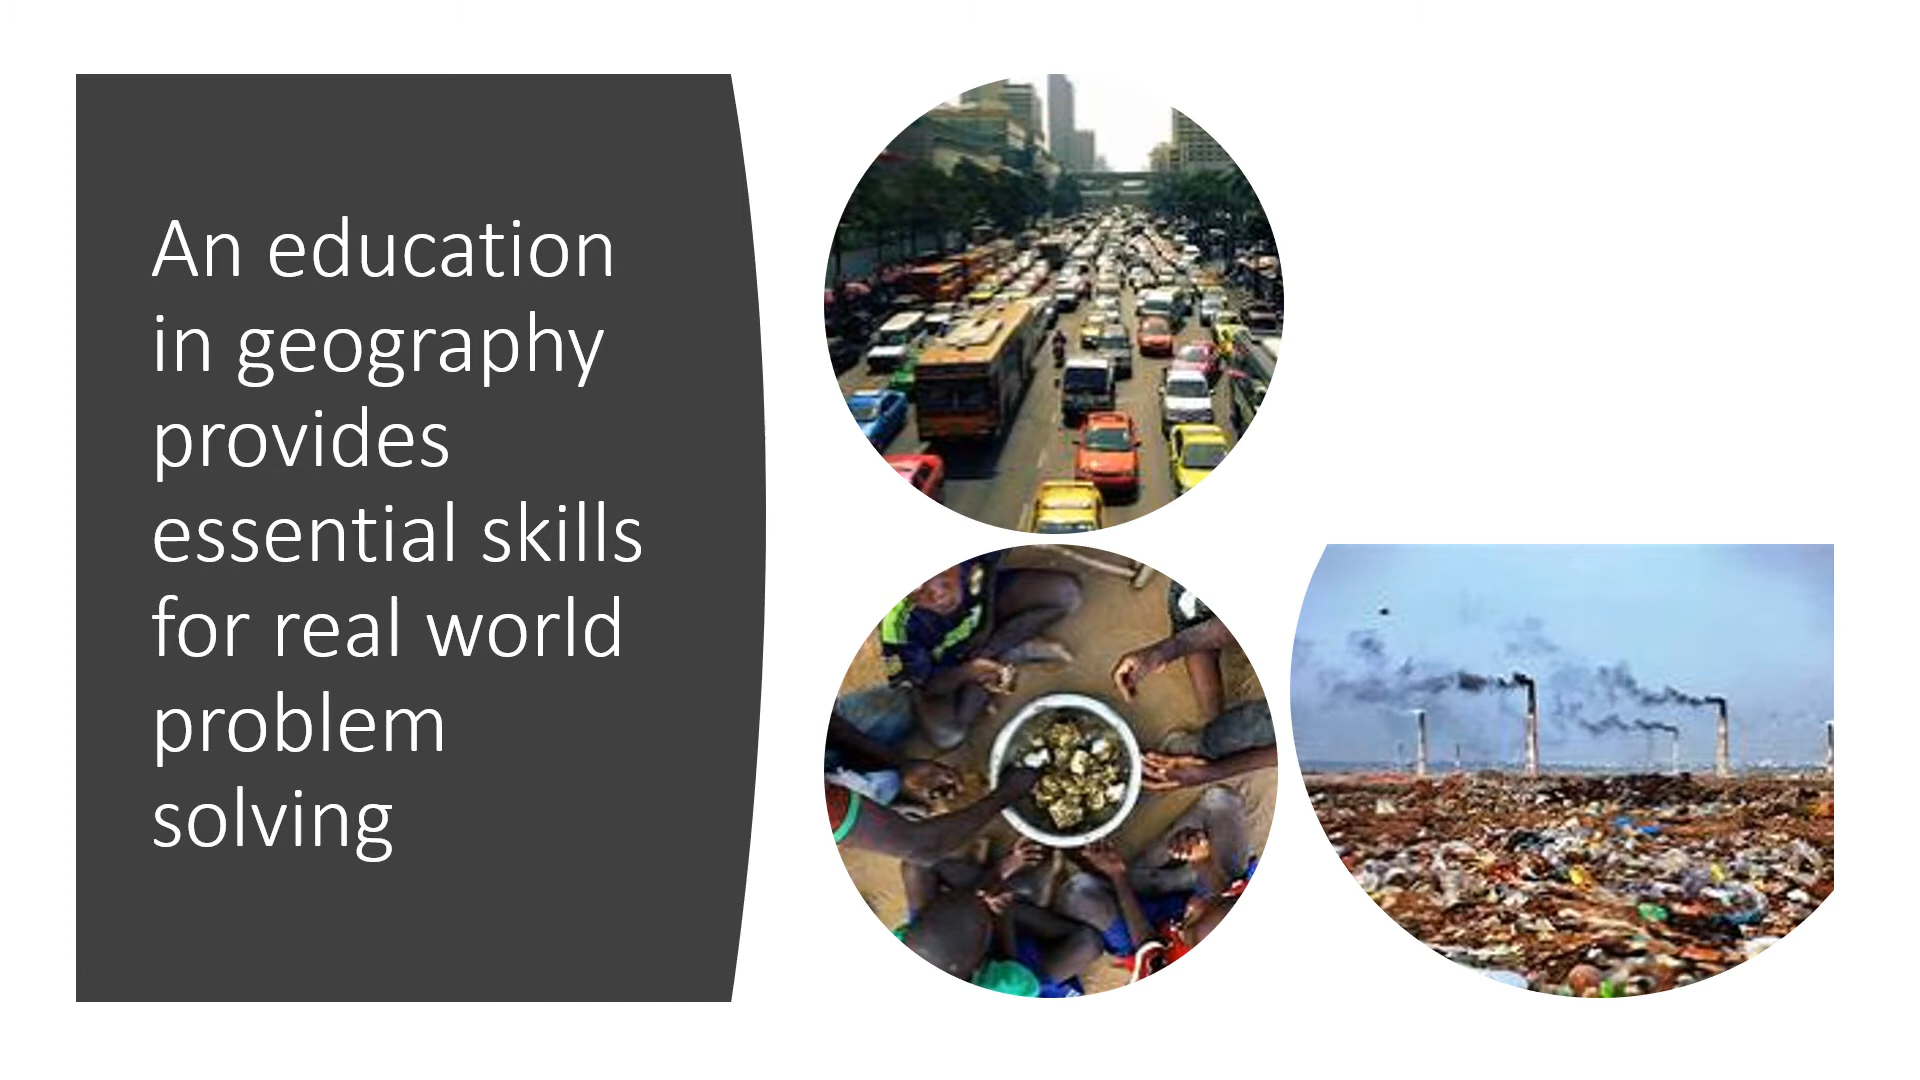 An education
in geography
provides
essential skills
for real world
problem
solving